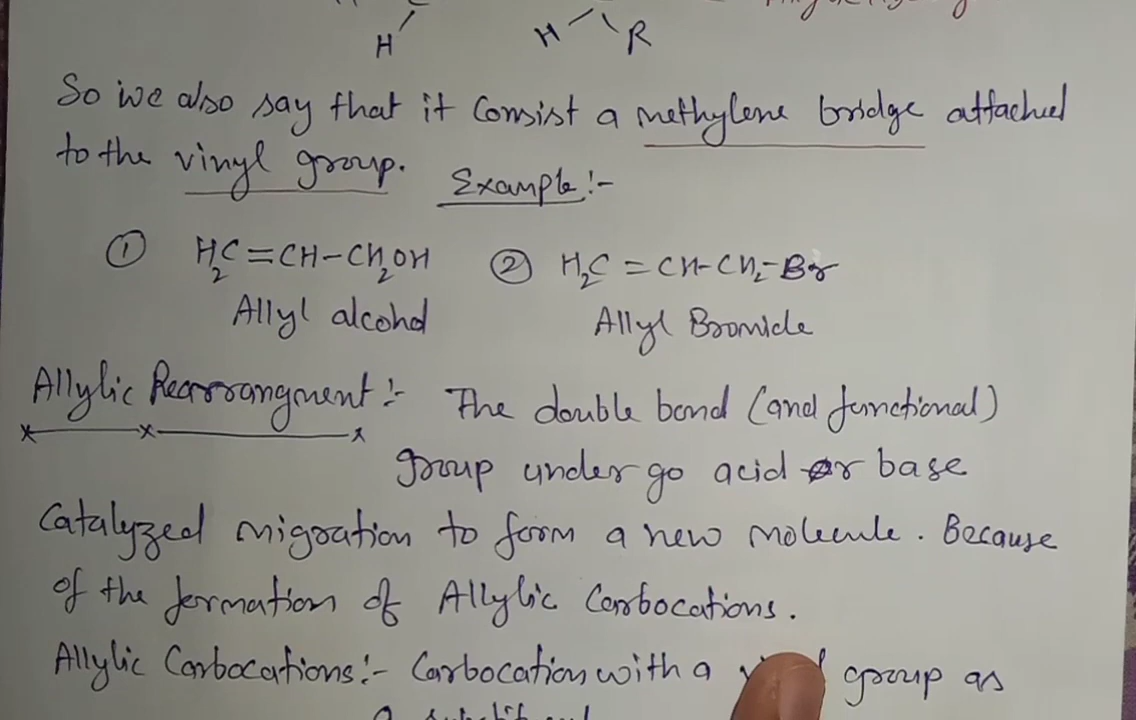 H
H R
So we also say that it Consist a methylene bridge attached
to the vinyl group. Example:-
① H₂C=CH-CH₂OH ② H₂C=CH-CH₂-Br
Allyl alcohol Allyl Bromide
Allylic Rearrangment:- The double bond (and functional)
group under go acid or base
Catalyzed migration to form a new molecule. Because
of the formation of Allylic Carbocations.
Allylic Carbocations:- Carbocation with a group as
a